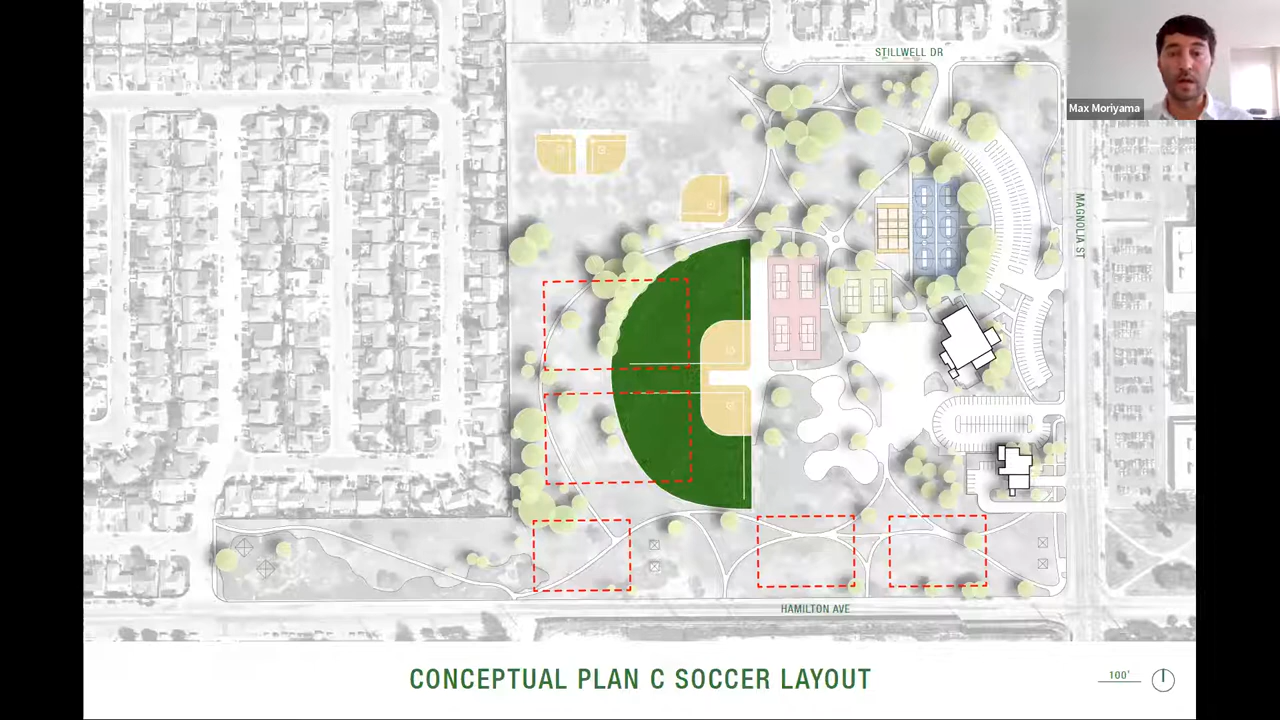 STILLWELL DR
Max Moriyama
MAGNOLIA ST
HAMILTON AVE
CONCEPTUAL PLAN C SOCCER LAYOUT
100'